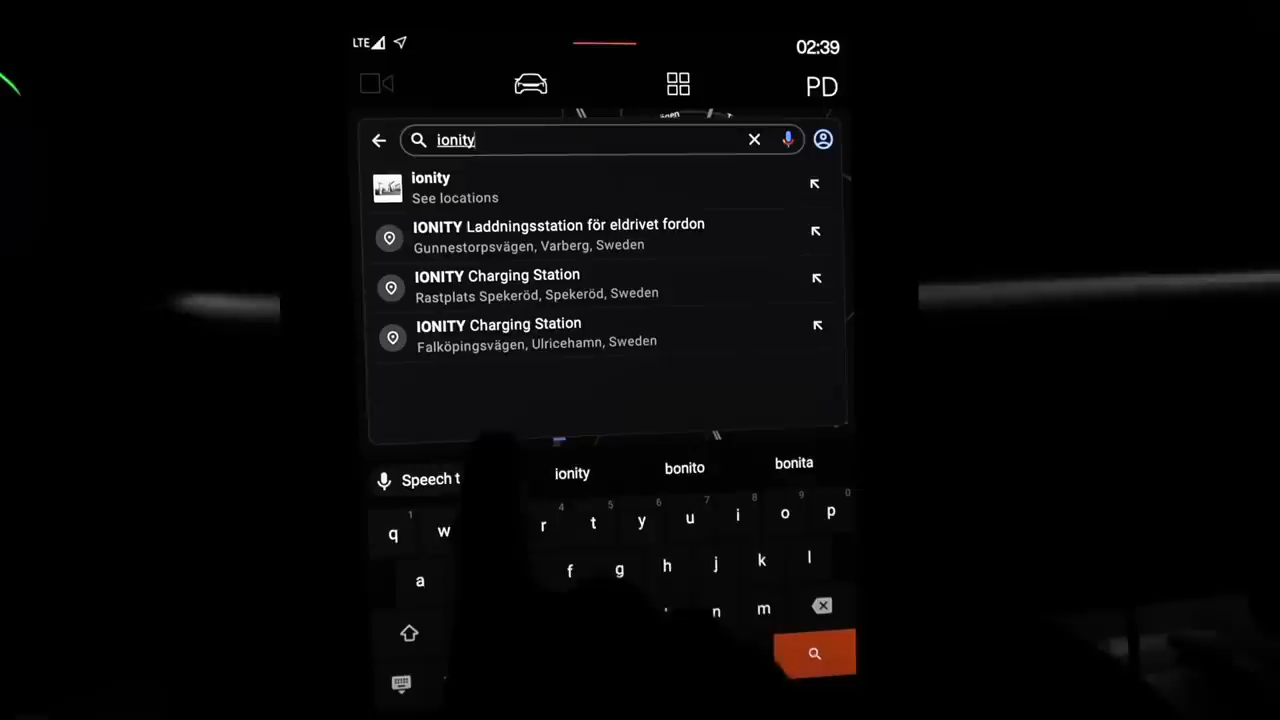 LTE
02:39
PD
ionity
ionity
See locations
IONITY Laddningsstation för eldrivet fordon
Gunnestorpsvägen, Varberg, Sweden
IONITY Charging Station
Rastplats Spekeröd, Spekeröd, Sweden
IONITY Charging Station
Falköpingsvägen, Ulricehamn, Sweden
Speech t
ionity bonito bonita
1 4 5 6 7 8 9 0
q w r t y u i o p
a f g h j k l
n m